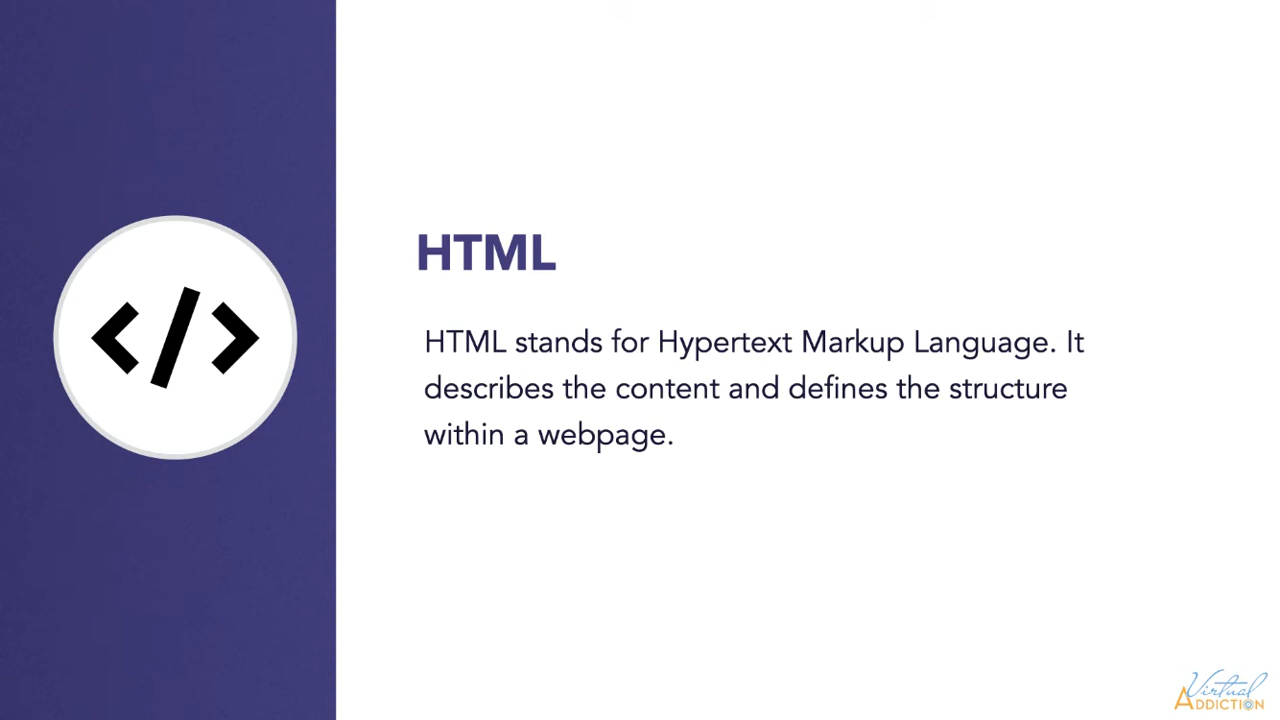 </>
HTML
HTML stands for Hypertext Markup Language. It
describes the content and defines the structure
within a webpage.
Virtual
ADDICTION